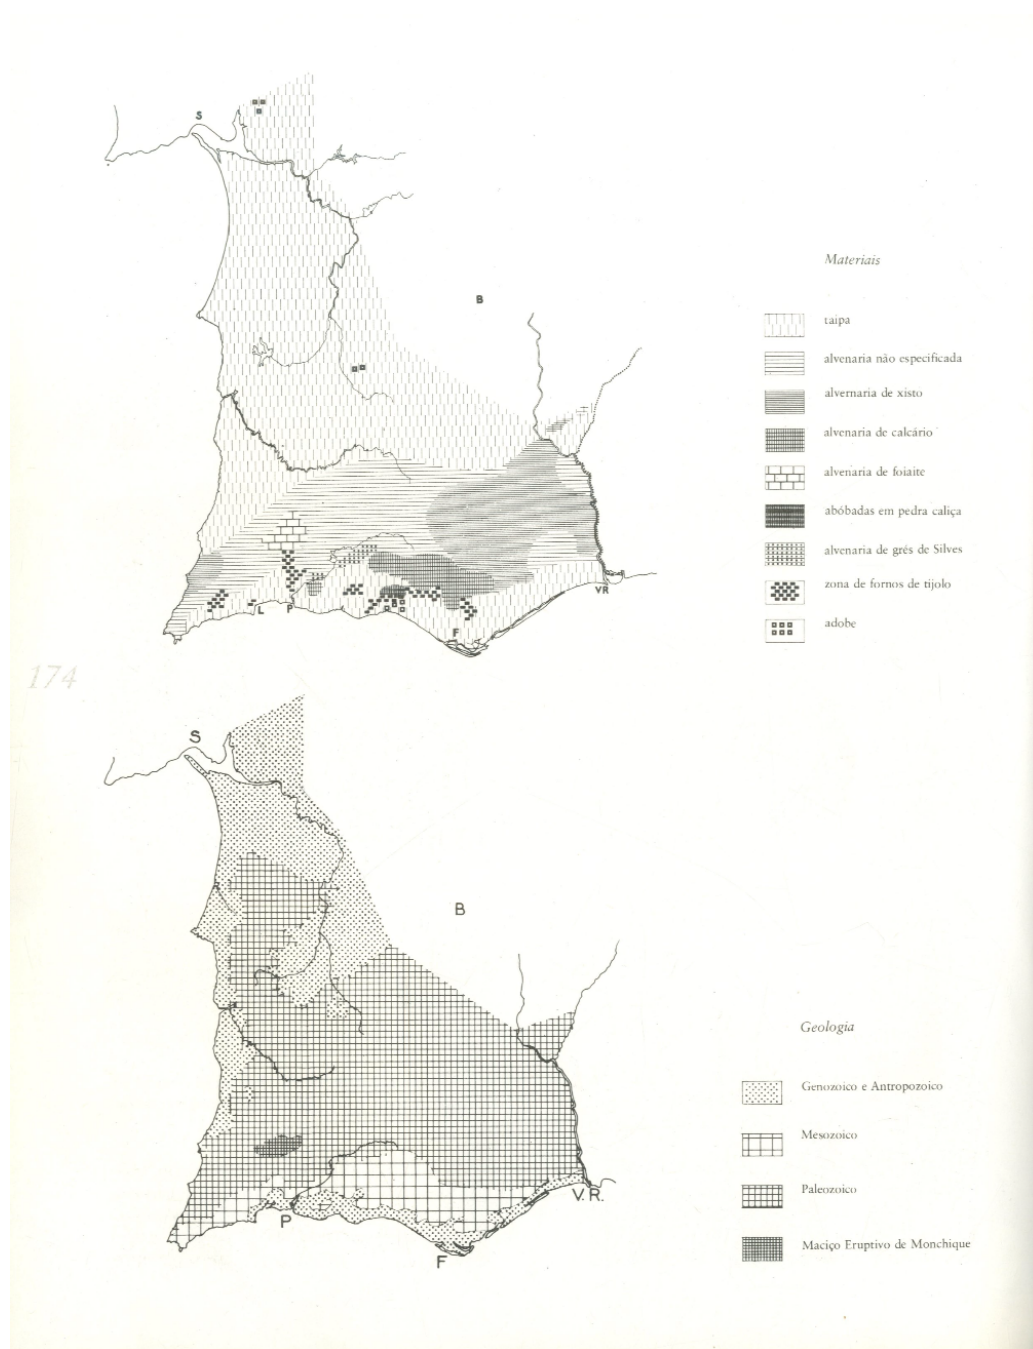 S
B
L
P
B
F
VR
Materiais
taipa
alvenaria não especificada
alvernaria de xisto
alvenaria de calcário
alvenaria de foiaite
abóbadas em pedra caliça
alvenaria de grés de Silves
zona de fornos de tijolo
adobe
174
S
B
P
F
V.R.
Geologia
Genozoico e Antropozoico
Mesozoico
Paleozoico
Maciço Eruptivo de Monchique